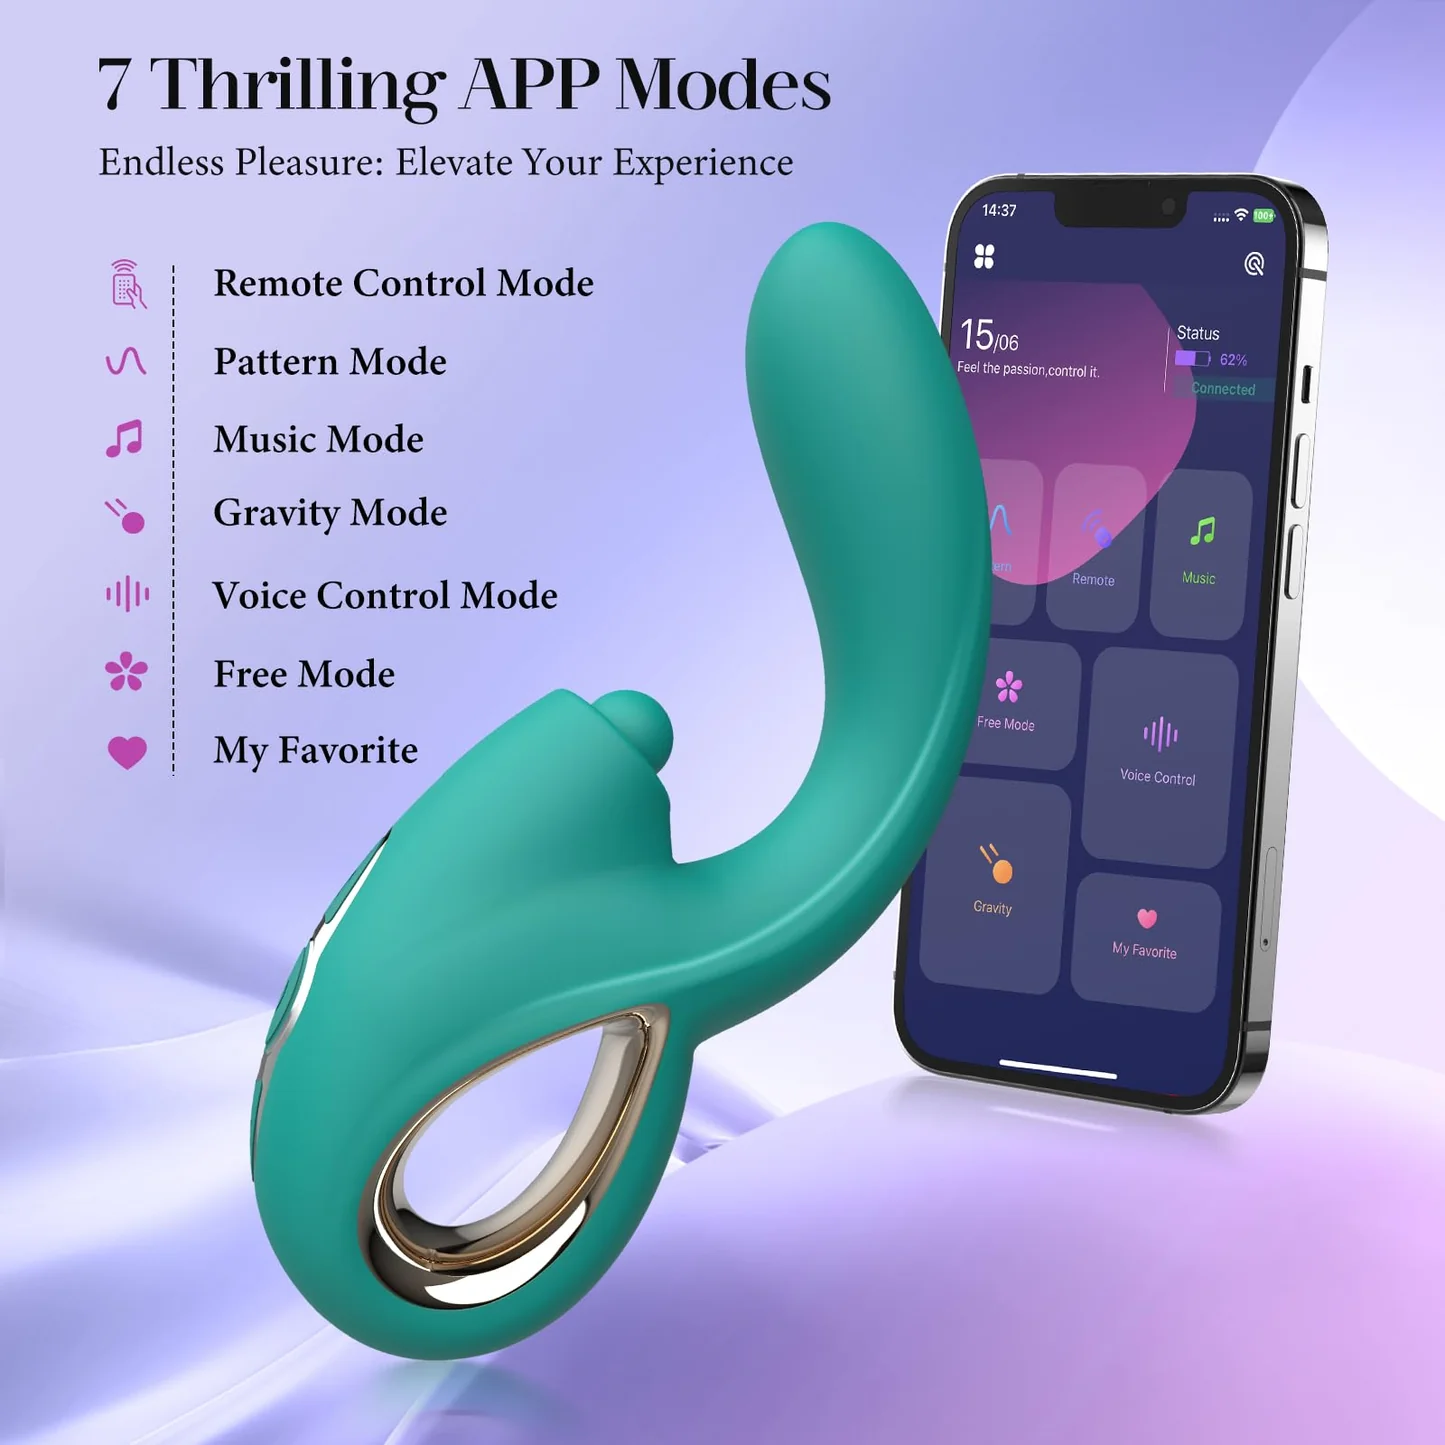 7 Thrilling APP Modes
Endless Pleasure: Elevate Your Experience
Remote Control Mode
Pattern Mode
Music Mode
Gravity Mode
Voice Control Mode
Free Mode
My Favorite
14:37
100+
15/06
Feel the passion,control it.
Status
62%
Connected
ern
Remote
Music
Free Mode
Voice Control
Gravity
My Favorite